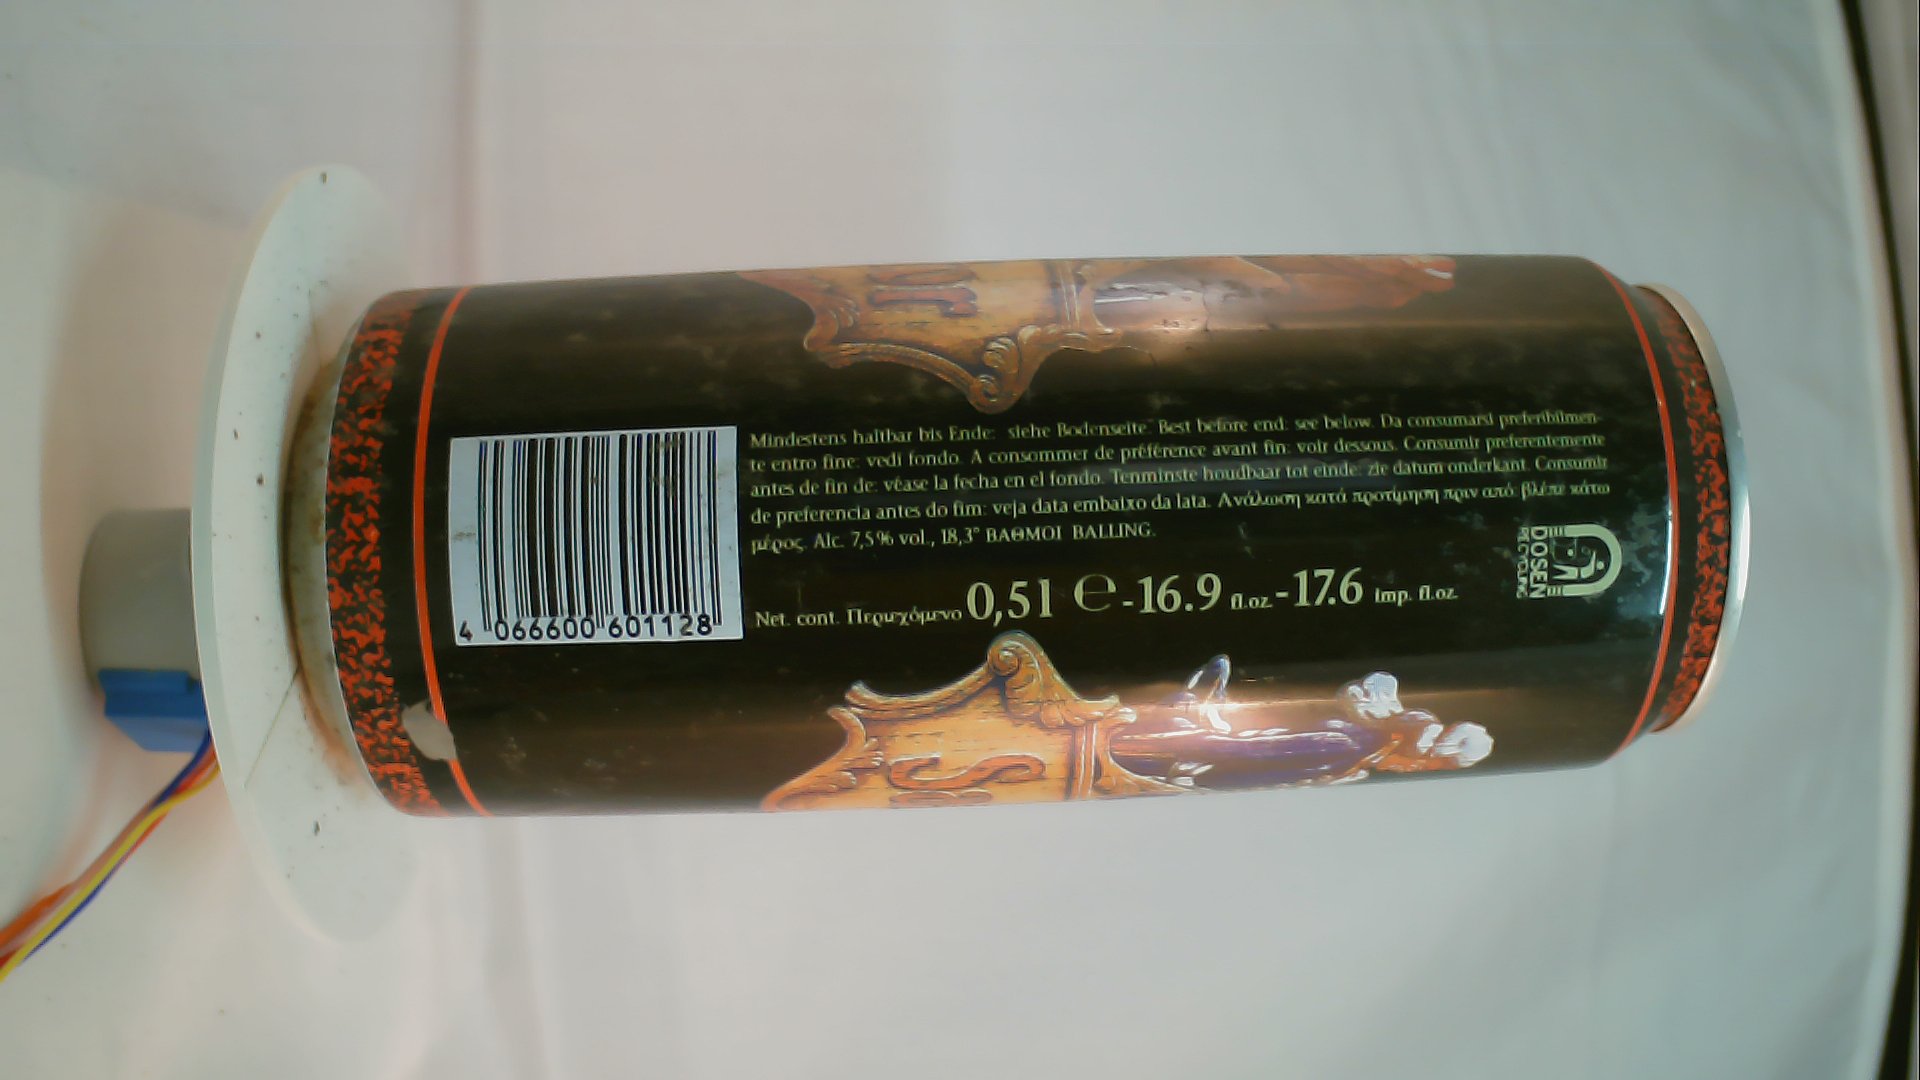 Mindestens haltbar bis Ende: siehe Bodenseite. Best before end: see below. Da consumarsi preferibilmen-
te entro fine: vedi fondo. A consommer de préférence avant fin: voir dessous. Consumir preferentemente
antes de fin de: véase la fecha en el fondo. Tenminste houdbaar tot einde: zie datum onderkant. Consumir
de preferencia antes do fim: veja data embaixo da lata. Ανάλωση κατά προτίμηση πριν από: βλέπε κάτω
μέρος. Alc. 7,5% vol., 18,3° ΒΑΘΜΟΙ BALLING.
Net. cont. Περιεχόμενο 0,5l ℮ -16.9 fl.oz.-17.6 Imp. fl.oz.
4 066600 601128
DOSEN
RECYCLING